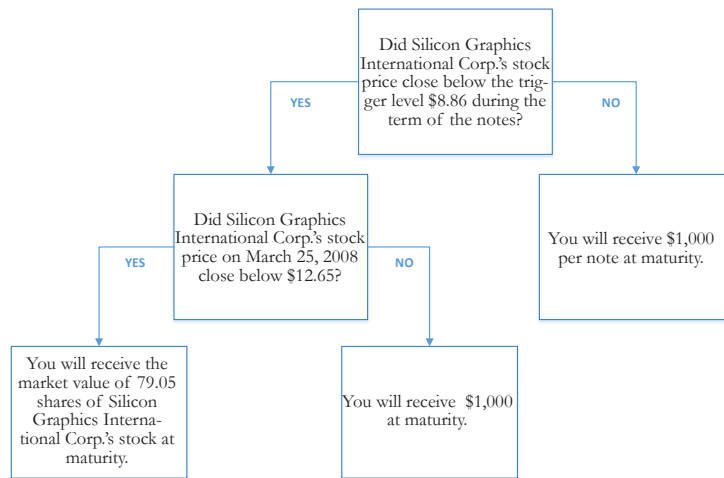 Did Silicon Graphics
International Corp.'s stock
price close below the trig-
ger level $8.86 during the
term of the notes?
YES
NO
Did Silicon Graphics
International Corp.'s stock
price on March 25, 2008
close below $12.65?
You will receive $1,000
per note at maturity.
YES
NO
You will receive the
market value of 79.05
shares of Silicon
Graphics Interna-
tional Corp.'s stock at
maturity.
You will receive $1,000
at maturity.